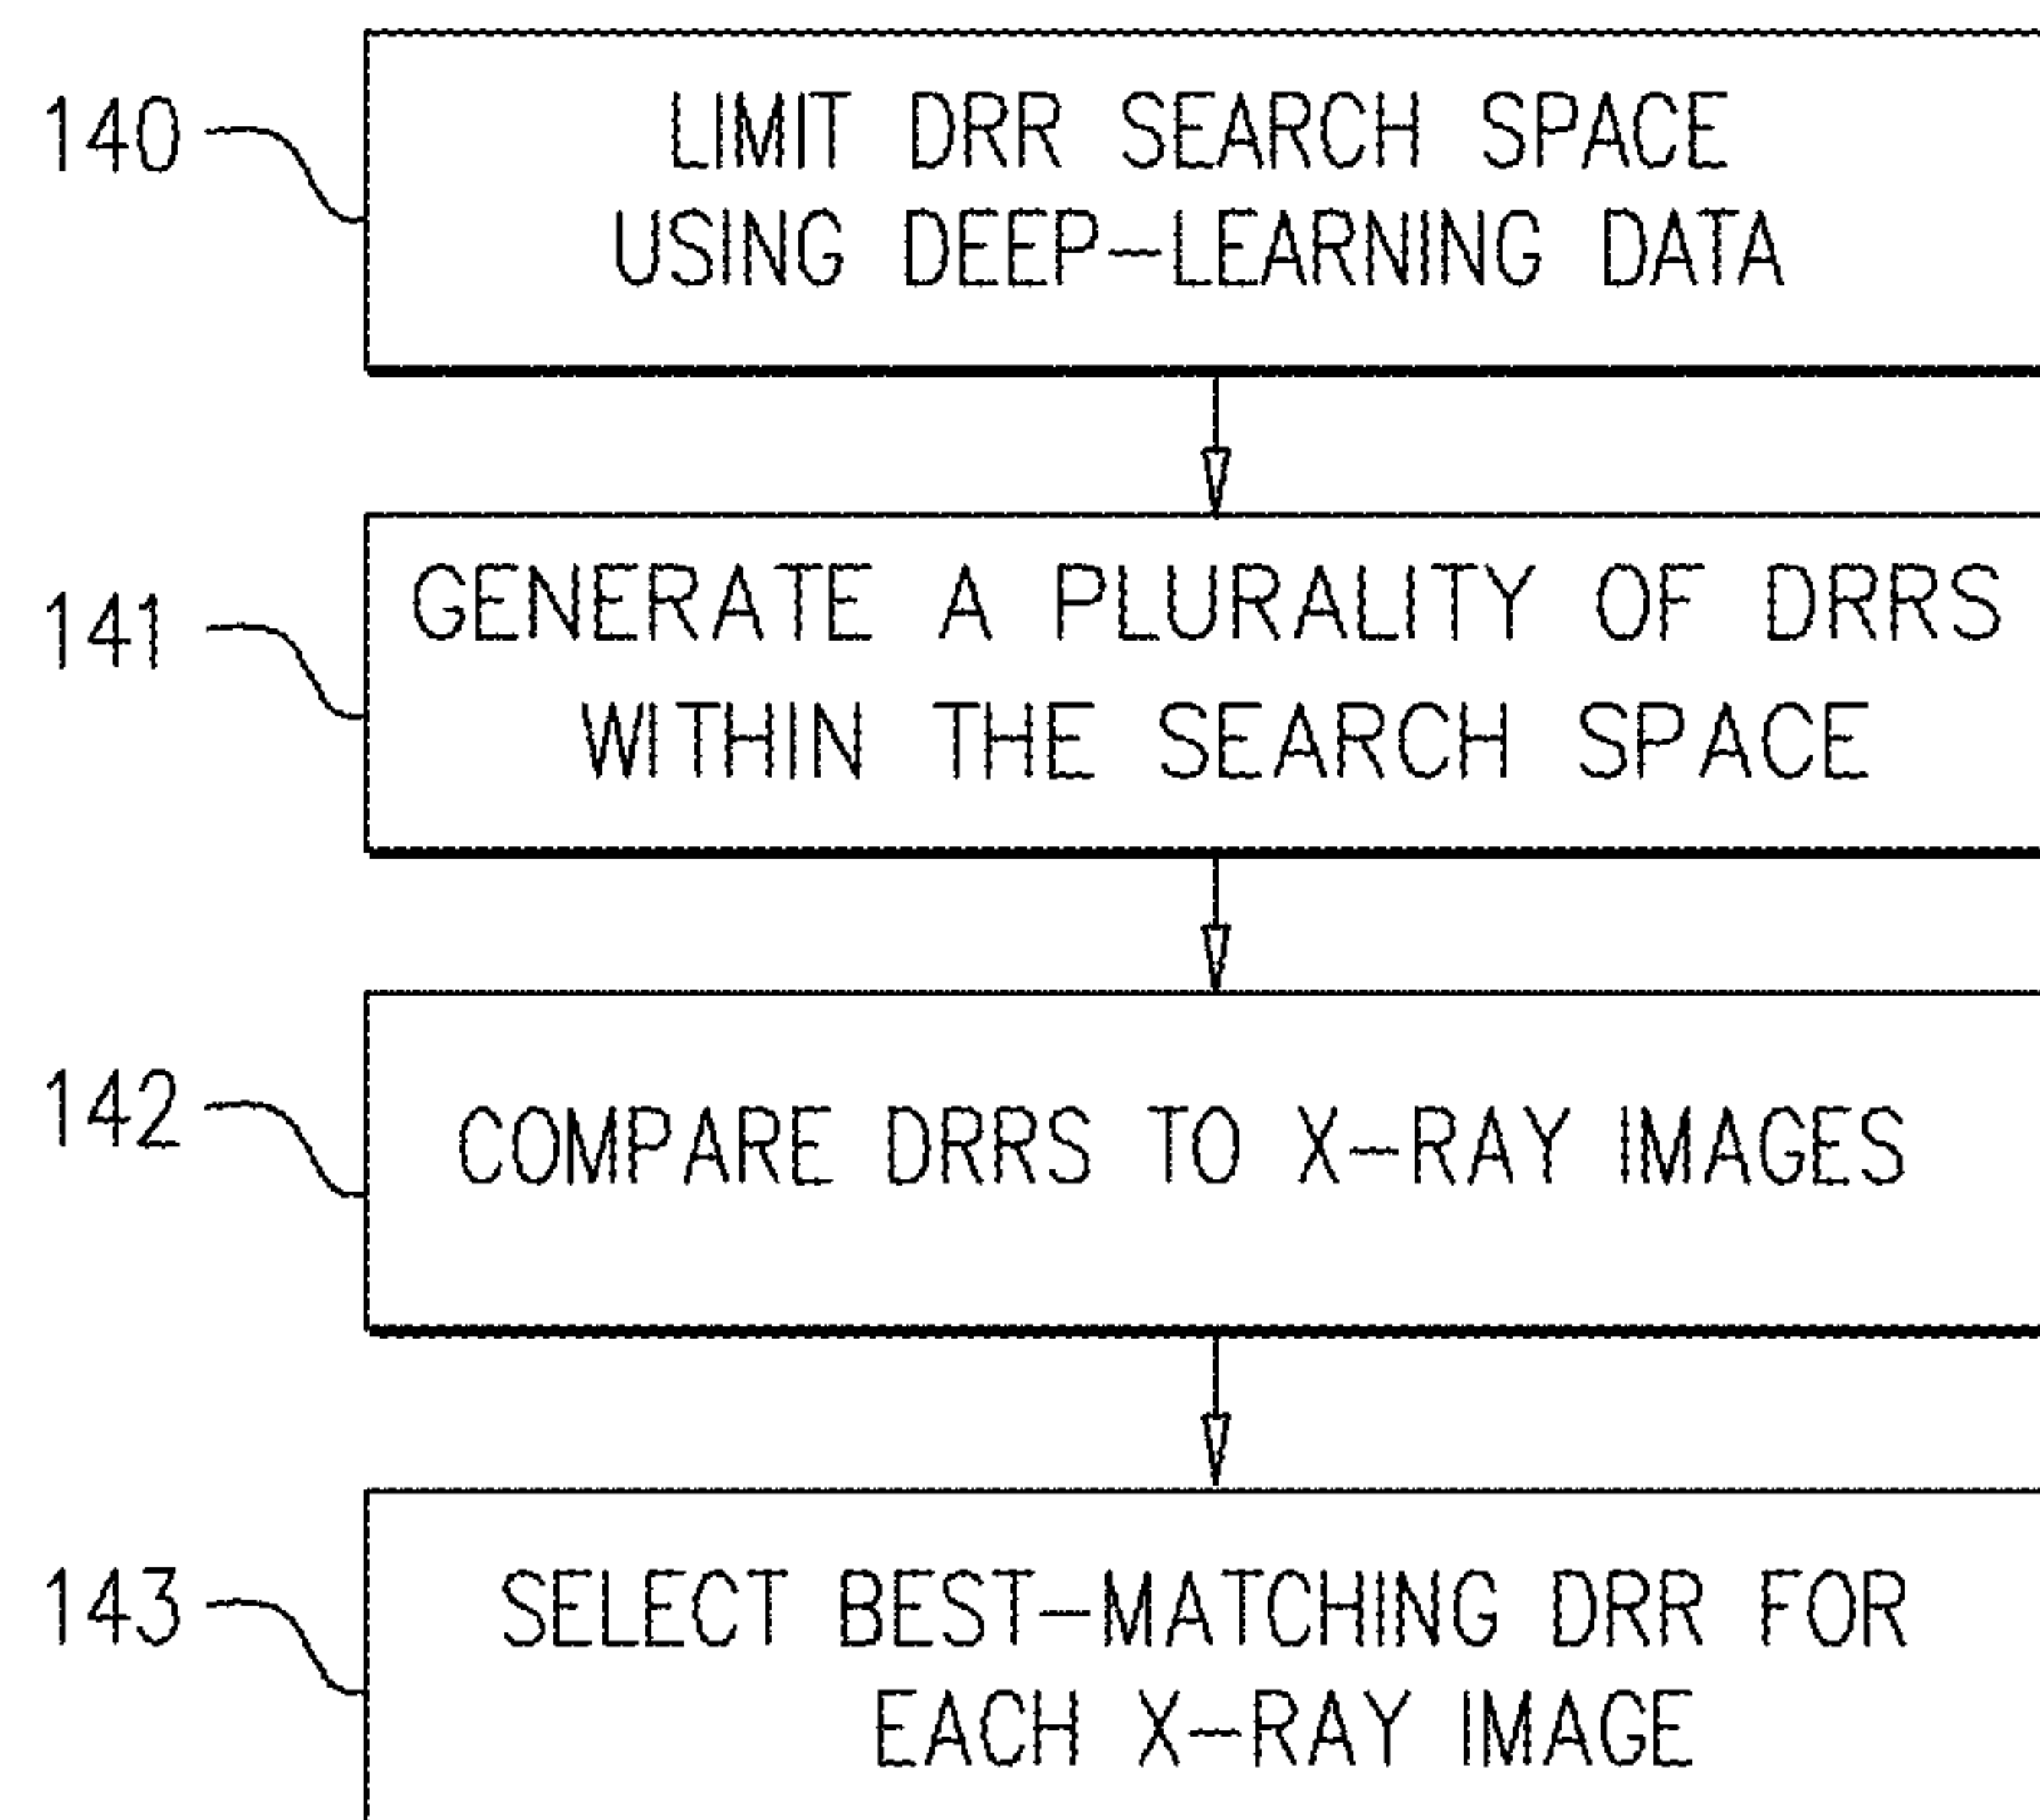 140
LIMIT DRR SEARCH SPACE
USING DEEP-LEARNING DATA
141
GENERATE A PLURALITY OF DRRS
WITHIN THE SEARCH SPACE
142
COMPARE DRRS TO X-RAY IMAGES
143
SELECT BEST-MATCHING DRR FOR
EACH X-RAY IMAGE